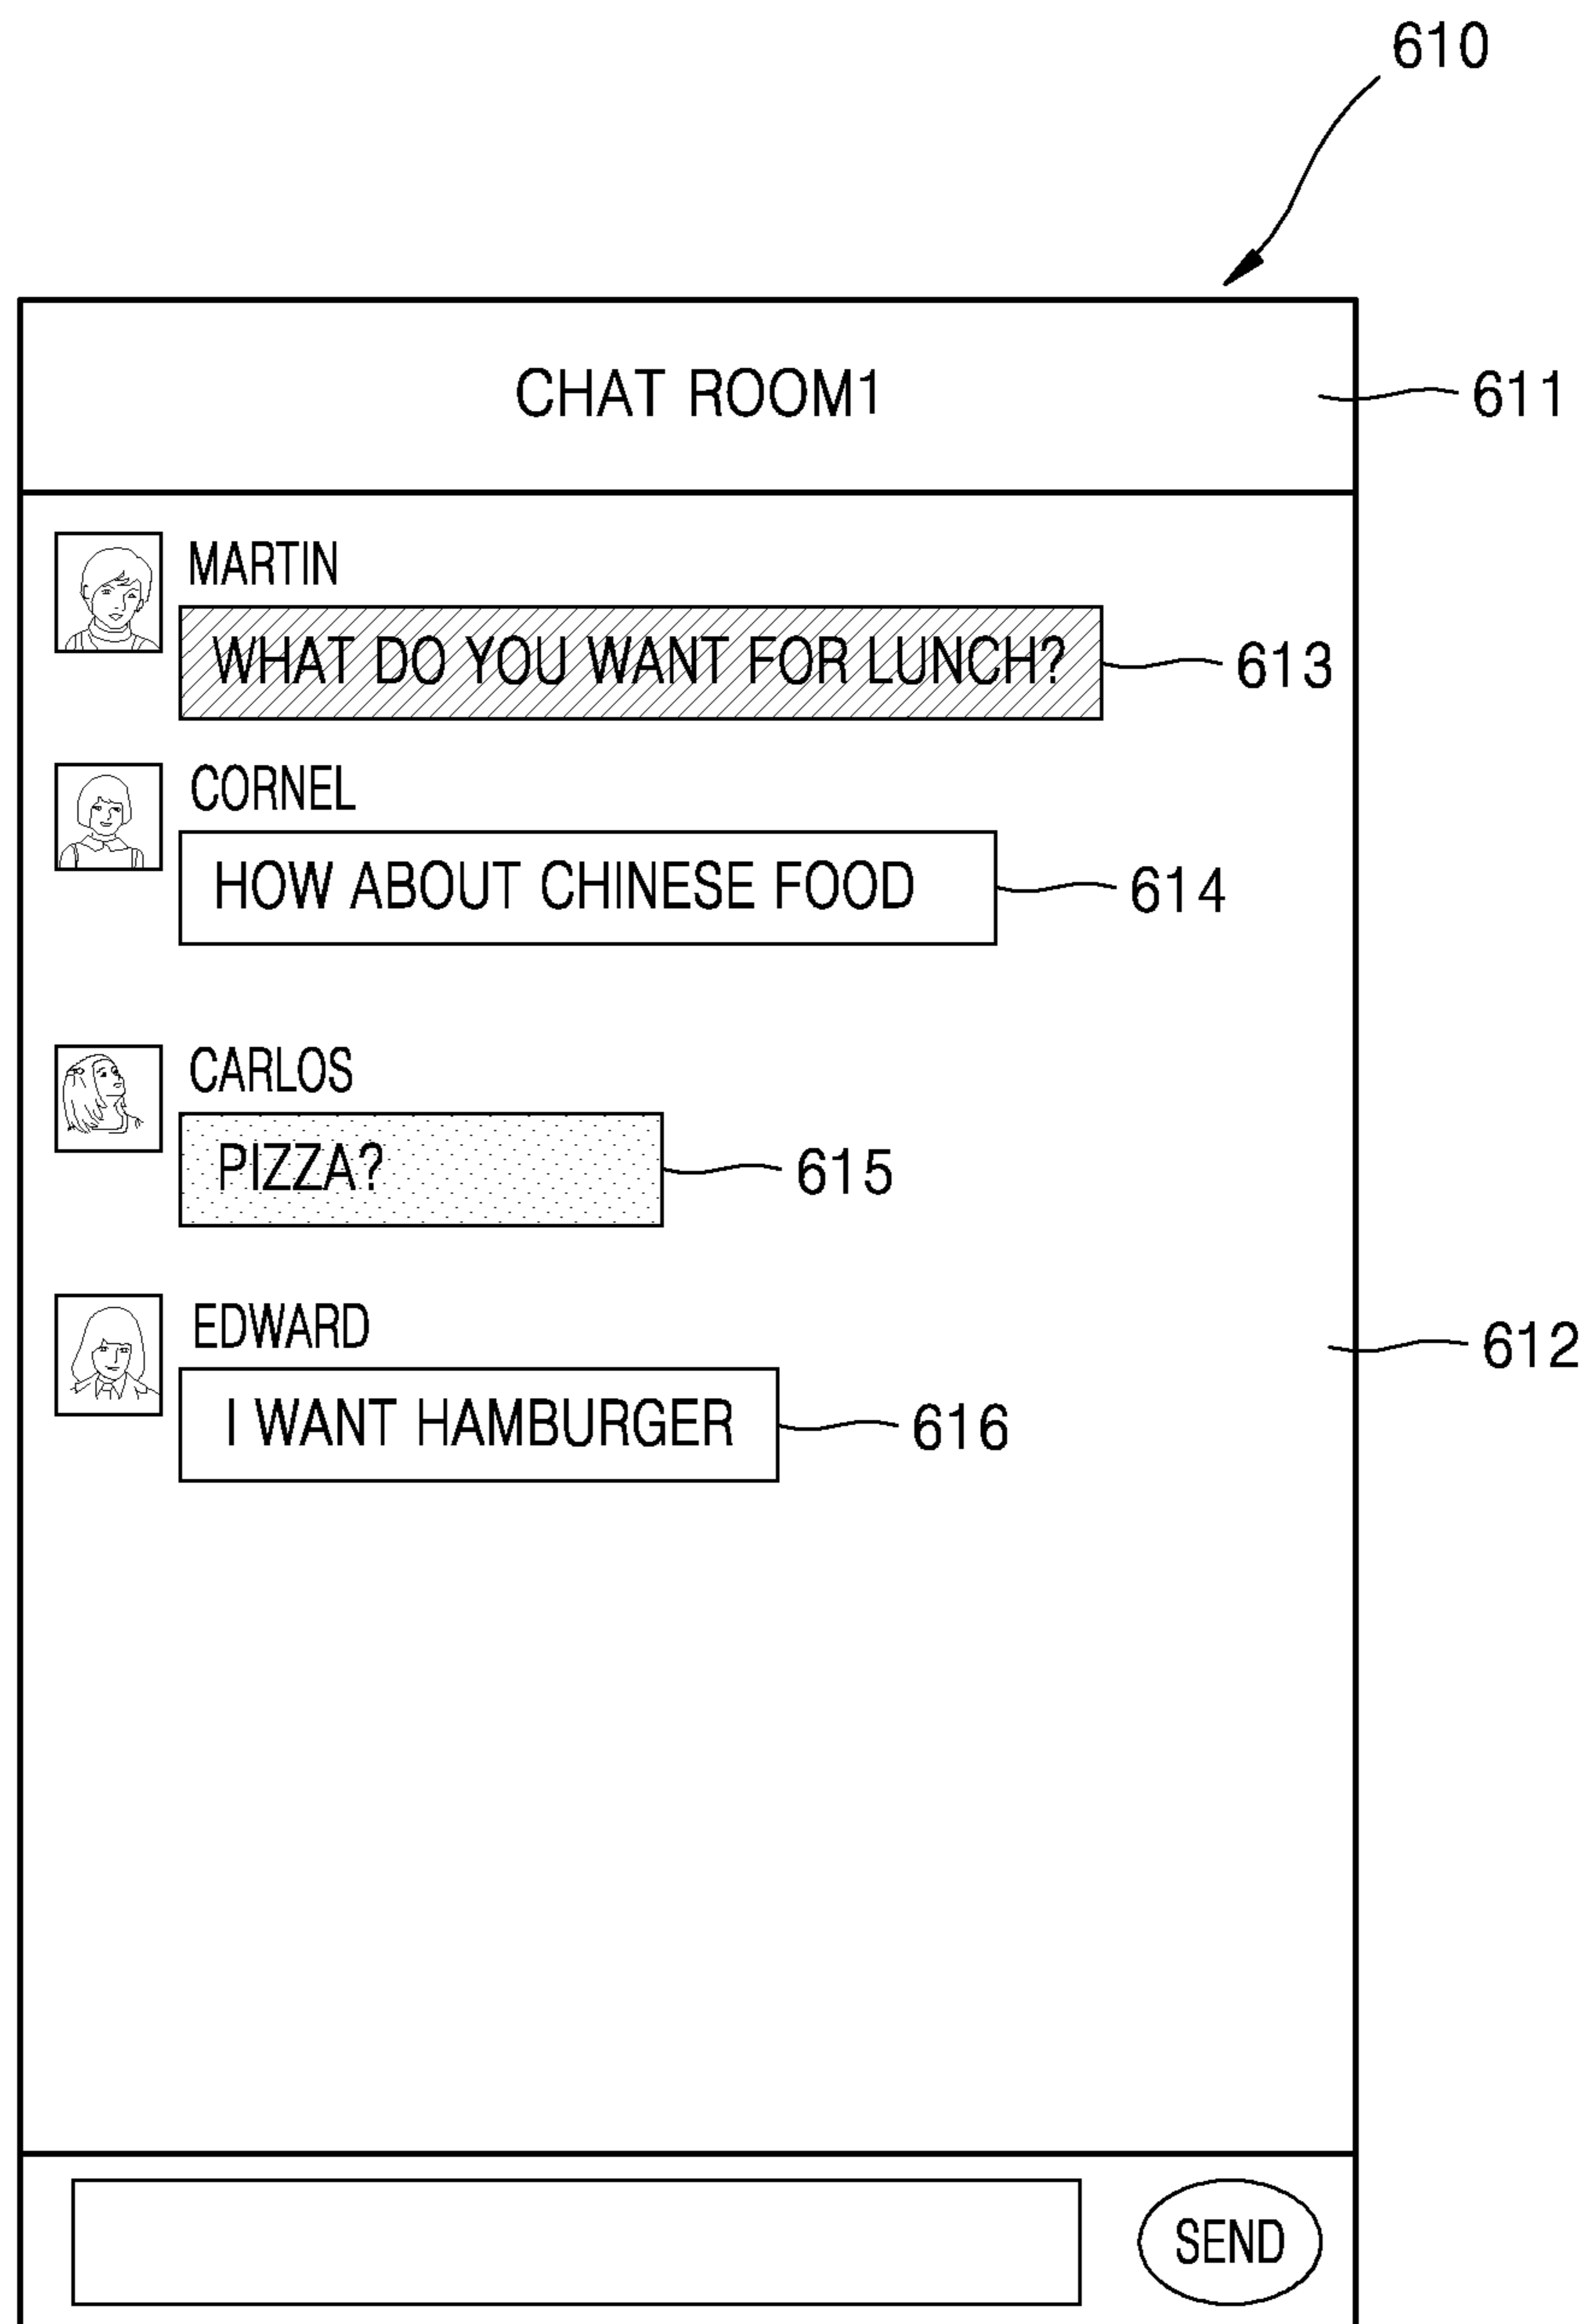 610
CHAT ROOM1
611
MARTIN
WHAT DO YOU WANT FOR LUNCH?
613
CORNEL
HOW ABOUT CHINESE FOOD
614
CARLOS
PIZZA?
615
EDWARD
612
I WANT HAMBURGER
616
SEND